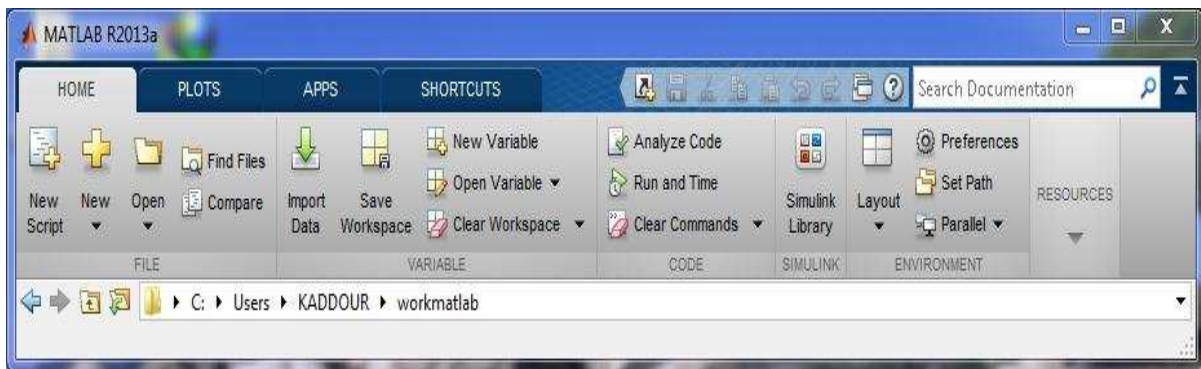 MATLAB R2013a
HOME PLOTS APPS SHORTCUTS Search Documentation
New Script
New
Open
Find Files
Compare
FILE
Import Data
Save Workspace
New Variable
Open Variable
Clear Workspace
VARIABLE
Analyze Code
Run and Time
Clear Commands
CODE
Simulink Library
SIMULINK
Layout
Preferences
Set Path
Parallel
ENVIRONMENT
RESOURCES
C: Users KADDOUR workmatlab